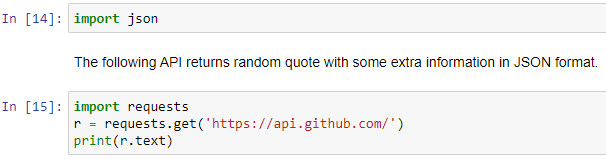 In [14]: import json
The following API returns random quote with some extra information in JSON format.
In [15]: import requests
r = requests.get('https://api.github.com/')
print(r.text)